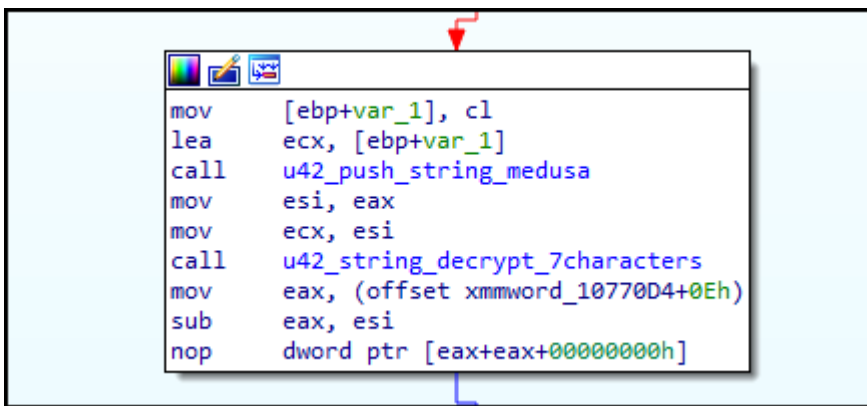 mov [ebp+var_1], cl
lea ecx, [ebp+var_1]
call u42_push_string_medusa
mov esi, eax
mov ecx, esi
call u42_string_decrypt_7characters
mov eax, (offset xmmword_10770D4+0Eh)
sub eax, esi
nop dword ptr [eax+eax+00000000h]